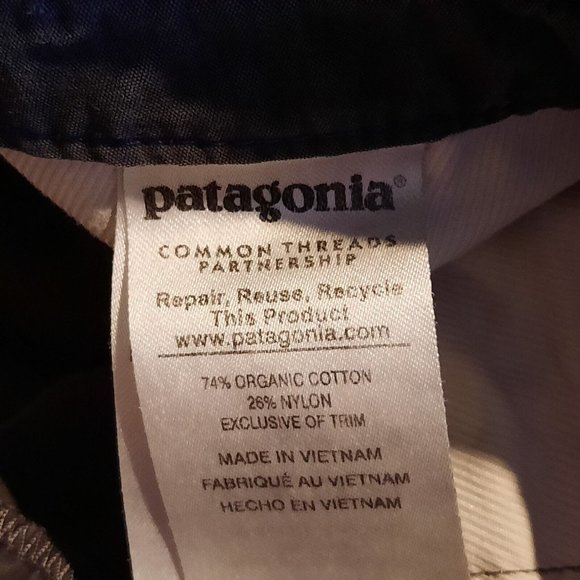 patagonia®
COMMON THREADS
PARTNERSHIP
Repair, Reuse, Recycle
This Product
www.patagonia.com
74% ORGANIC COTTON
26% NYLON
EXCLUSIVE OF TRIM
MADE IN VIETNAM
FABRIQUÉ AU VIETNAM
HECHO EN VIETNAM